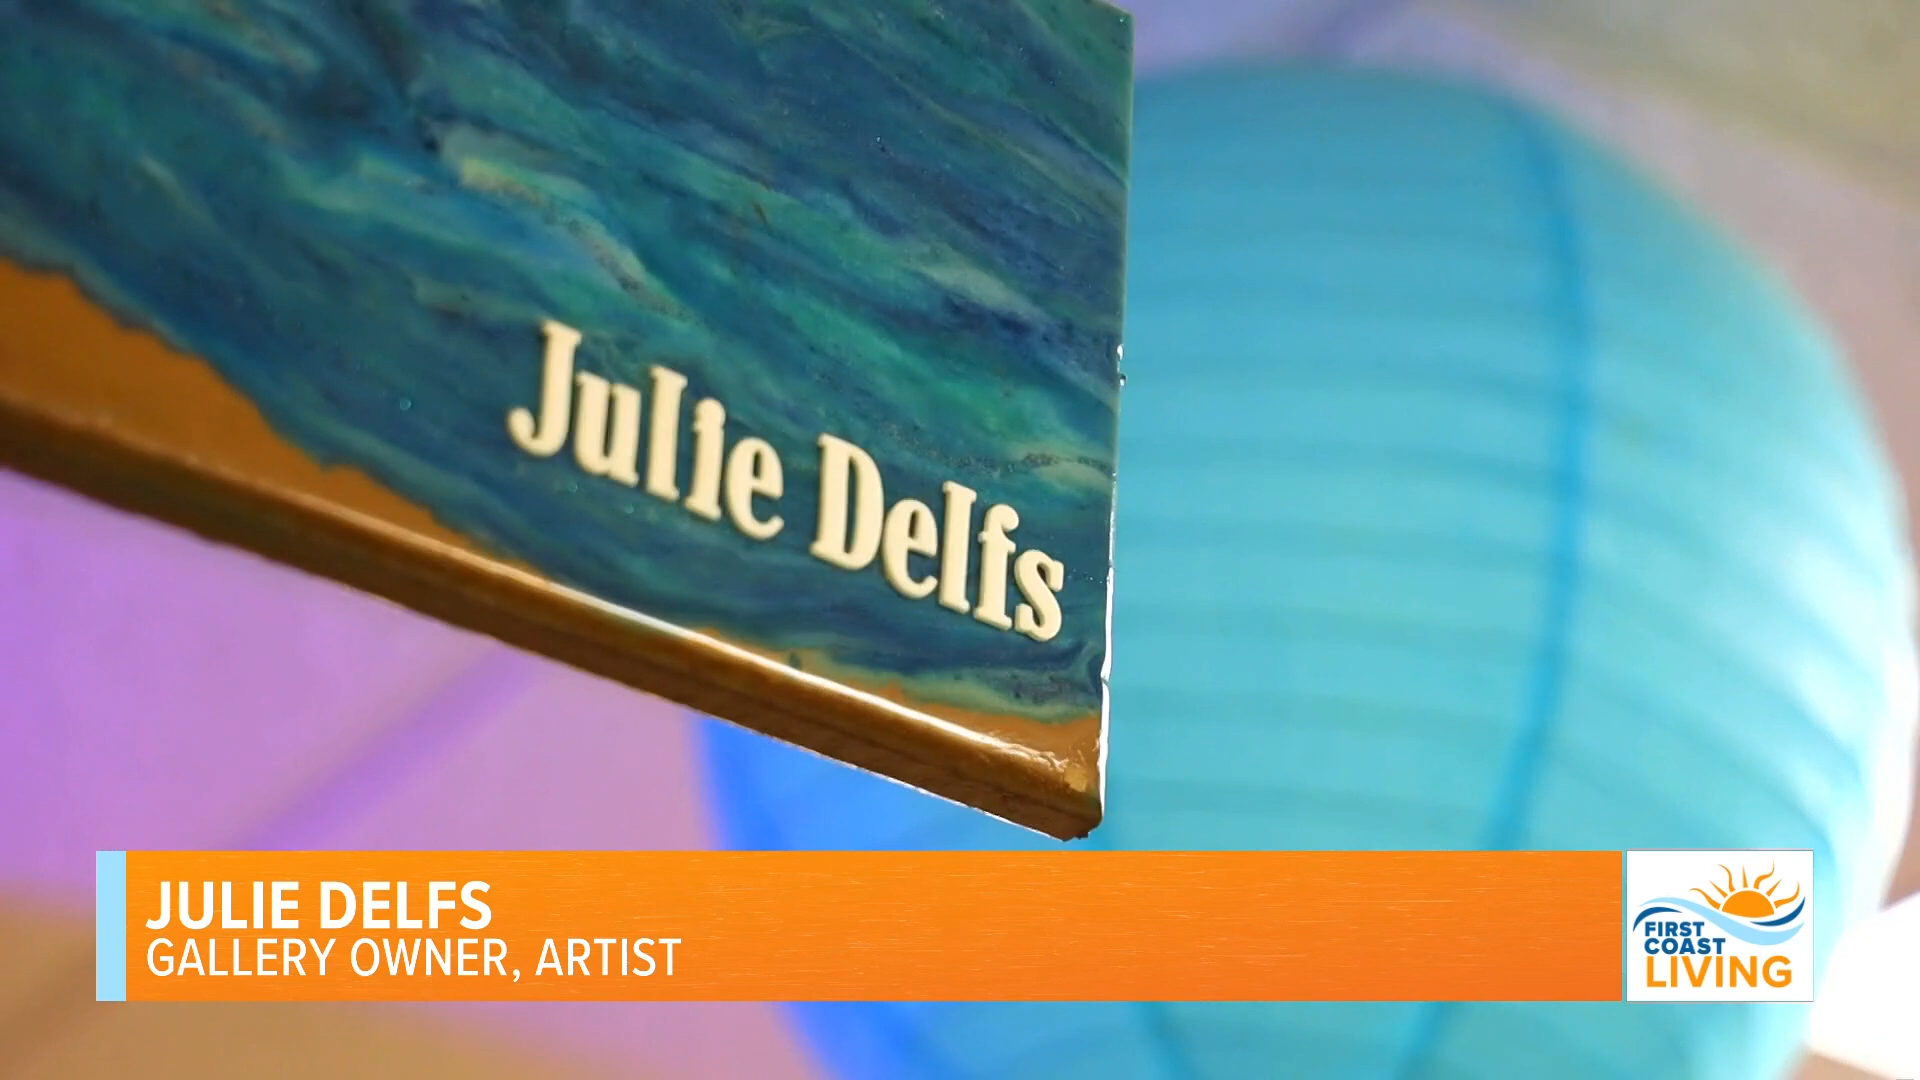 Julie Delfs
JULIE DELFS
GALLERY OWNER, ARTIST
FIRST
COAST
LIVING